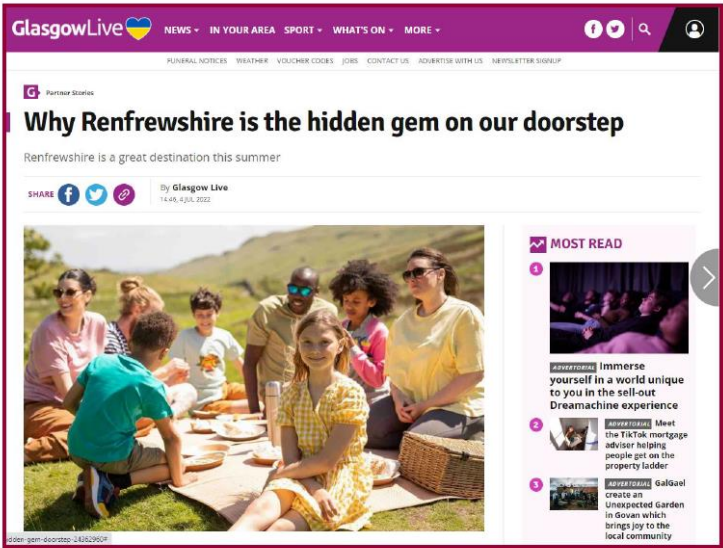 GlasgowLive NEWS IN YOUR AREA SPORT WHAT'S ON MORE
FUNERAL NOTICES WEATHER VOUCHER CODES JOBS CONTACT US ADVERTISE WITH US NEWSLETTER SIGNUP
G Partner Stories
Why Renfrewshire is the hidden gem on our doorstep
Renfrewshire is a great destination this summer
SHARE
By Glasgow Live
14:46, 4 JUL 2022
MOST READ
1
ADVERTORIAL Immerse
yourself in a world unique
to you in the sell-out
Dreamachine experience
2
ADVERTORIAL Meet
the TikTok mortgage
adviser helping
people get on the
property ladder
3
ADVERTORIAL GalGael
create an
Unexpected Garden
in Govan which
brings joy to the
local community
idden-gem-doorstep-24362960#